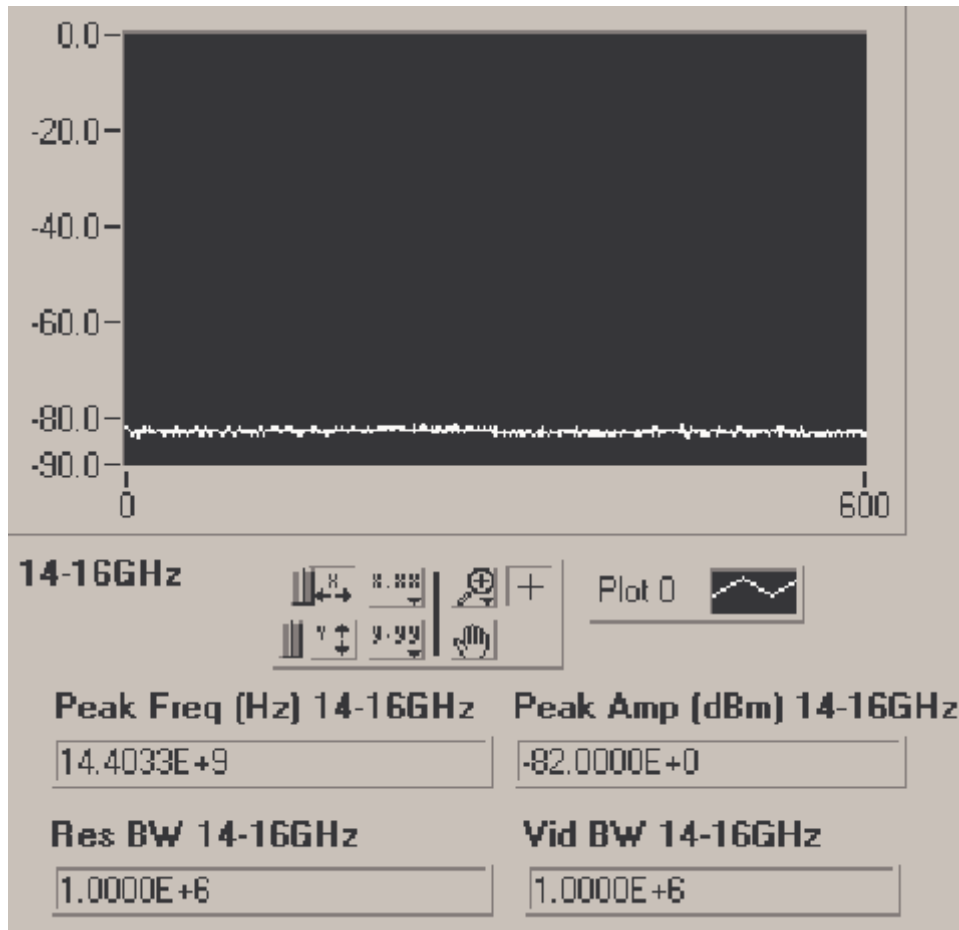 0.0
-20.0
-40.0
-60.0
-80.0
-90.0
0 600
14-16GHz
Plot 0
Peak Freq (Hz) 14-16GHz Peak Amp (dBm) 14-16GHz
14.4033E+9 -82.0000E+0
Res BW 14-16GHz Vid BW 14-16GHz
1.0000E+6 1.0000E+6